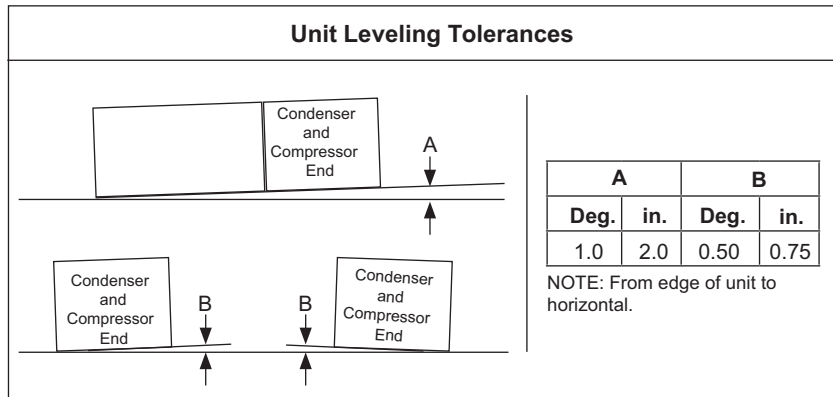 Unit Leveling Tolerances
Condenser
and
Compressor
End
A
A B
Deg. in. Deg. in.
1.0 2.0 0.50 0.75
NOTE: From edge of unit to
horizontal.
Condenser
and
Compressor
End
B
B
Condenser
and
Compressor
End